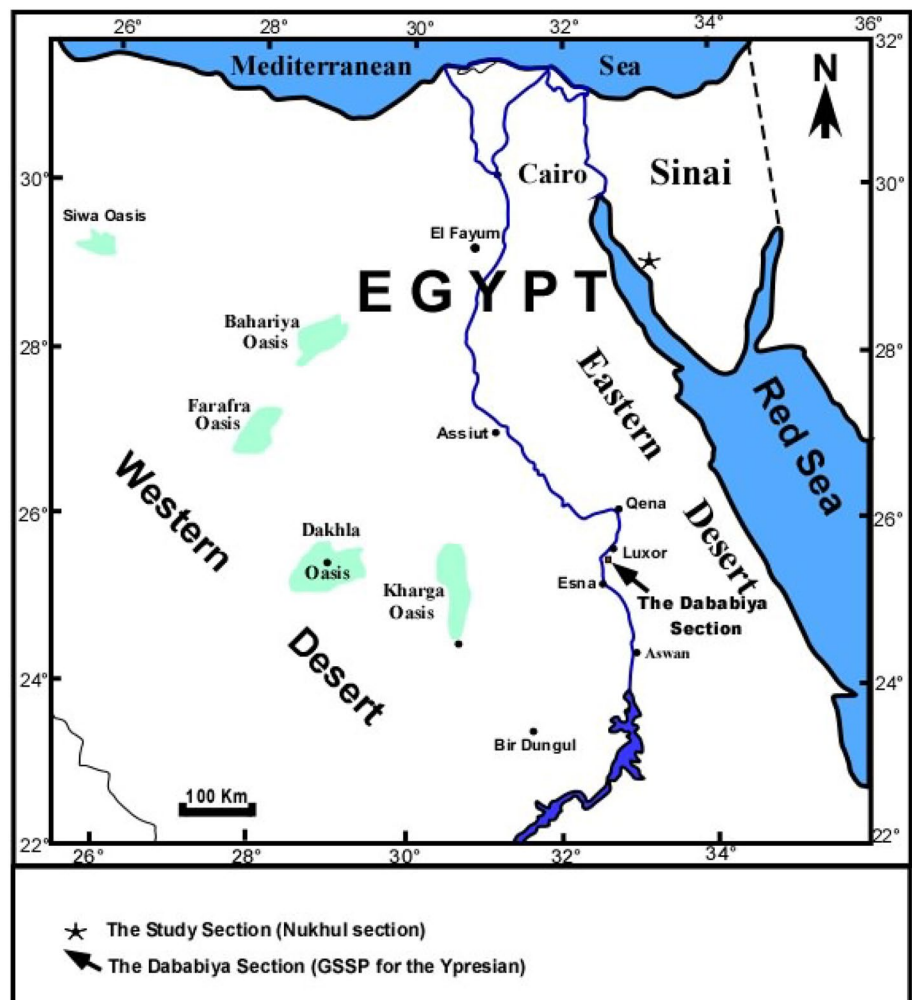 26°
28°
30°
32°
34°
36°
32°
Mediterranean
Sea
N
Cairo
Sinai
30°
30°
Siwa Oasis
El Fayum
EGYPT
Bahariya
Oasis
28°
28°
Eastern
Desert
Red Sea
Farafra
Oasis
Assiut
Western
Desert
26°
26°
Qena
Dakhla
Oasis
Luxor
Kharga
Oasis
Esna
The Dababiya
Section
Aswan
24°
24°
Bir Dungul
100 Km
22°
22°
26°
28°
30°
32°
34°
The Study Section (Nukhul section)
The Dababiya Section (GSSP for the Ypresian)